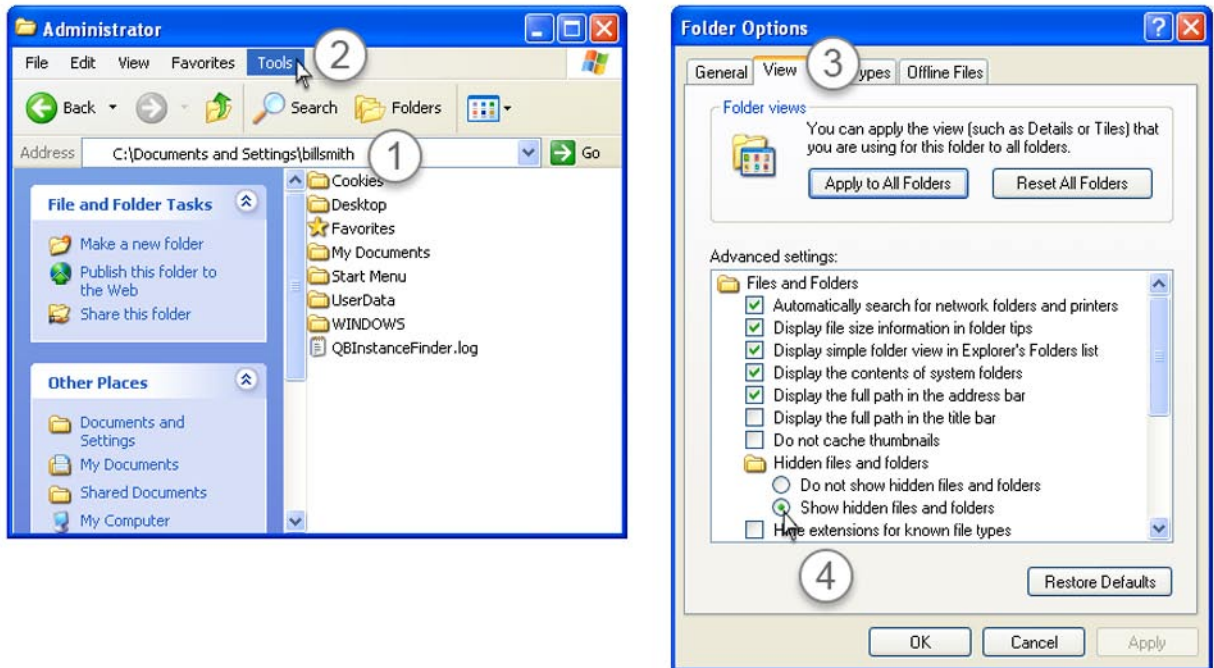 Administrator
File Edit View Favorites Tools
2
Back Search Folders
Address C:\Documents and Settings\billsmith Go
1
File and Folder Tasks
Make a new folder
Publish this folder to
the Web
Share this folder
Other Places
Documents and
Settings
My Documents
Shared Documents
My Computer
Cookies
Desktop
Favorites
My Documents
Start Menu
UserData
WINDOWS
QBInstanceFinder.log
Folder Options
General View ypes Offline Files
3
Folder views
You can apply the view (such as Details or Tiles) that
you are using for this folder to all folders.
Apply to All Folders Reset All Folders
Advanced settings:
Files and Folders
Automatically search for network folders and printers
Display file size information in folder tips
Display simple folder view in Explorer's Folders list
Display the contents of system folders
Display the full path in the address bar
Display the full path in the title bar
Do not cache thumbnails
Hidden files and folders
Do not show hidden files and folders
Show hidden files and folders
Hide extensions for known file types
4
Restore Defaults
OK Cancel Apply